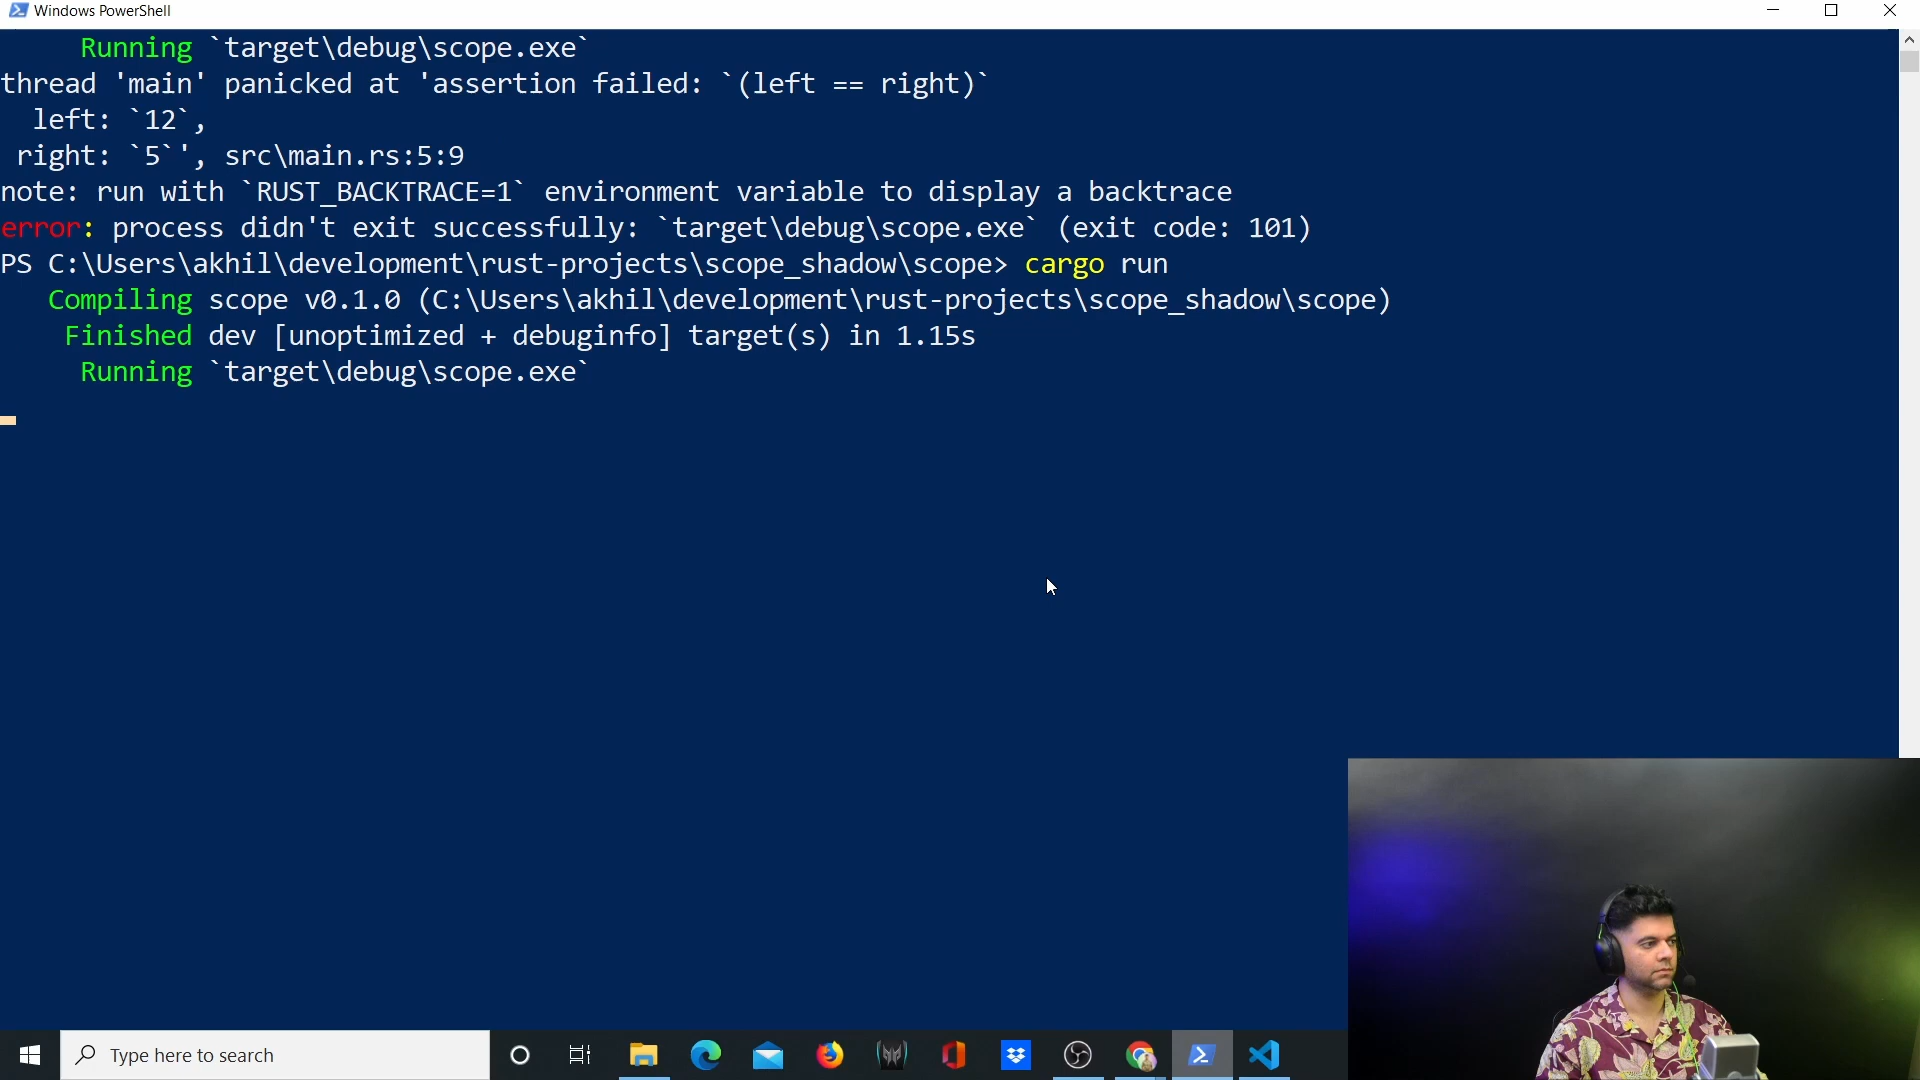 Windows PowerShell
Running `target\debug\scope.exe`
thread 'main' panicked at 'assertion failed: `(left == right)`
left: `12`,
right: `5`', src\main.rs:5:9
note: run with `RUST_BACKTRACE=1` environment variable to display a backtrace
error: process didn't exit successfully: `target\debug\scope.exe` (exit code: 101)
PS C:\Users\akhil\development\rust-projects\scope_shadow\scope> cargo run
Compiling scope v0.1.0 (C:\Users\akhil\development\rust-projects\scope_shadow\scope)
Finished dev [unoptimized + debuginfo] target(s) in 1.15s
Running `target\debug\scope.exe`
Type here to search